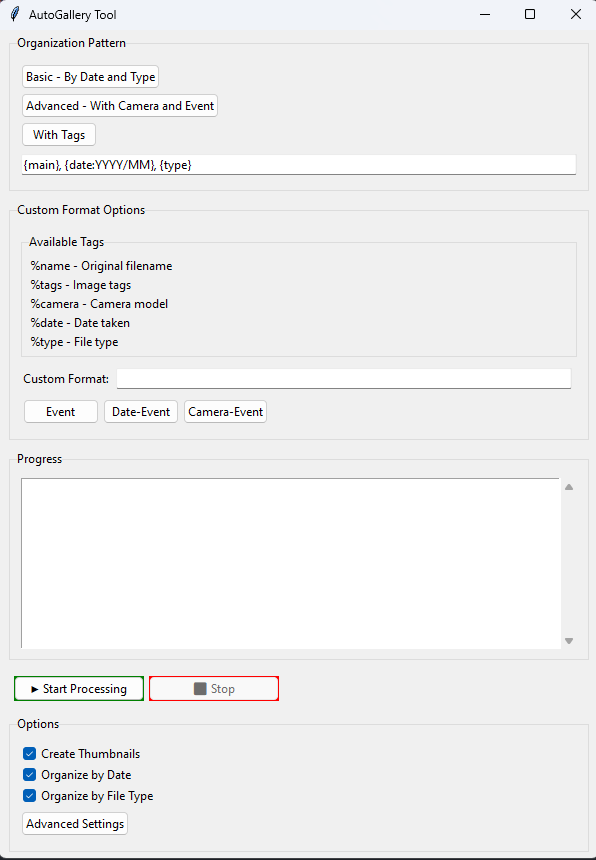 AutoGallery Tool
Organization Pattern
Basic - By Date and Type
Advanced - With Camera and Event
With Tags
{main}, {date:YYYY/MM}, {type}
Custom Format Options
Available Tags
%name - Original filename
%tags - Image tags
%camera - Camera model
%date - Date taken
%type - File type
Custom Format:
Event Date-Event Camera-Event
Progress
► Start Processing Stop
Options
Create Thumbnails
Organize by Date
Organize by File Type
Advanced Settings